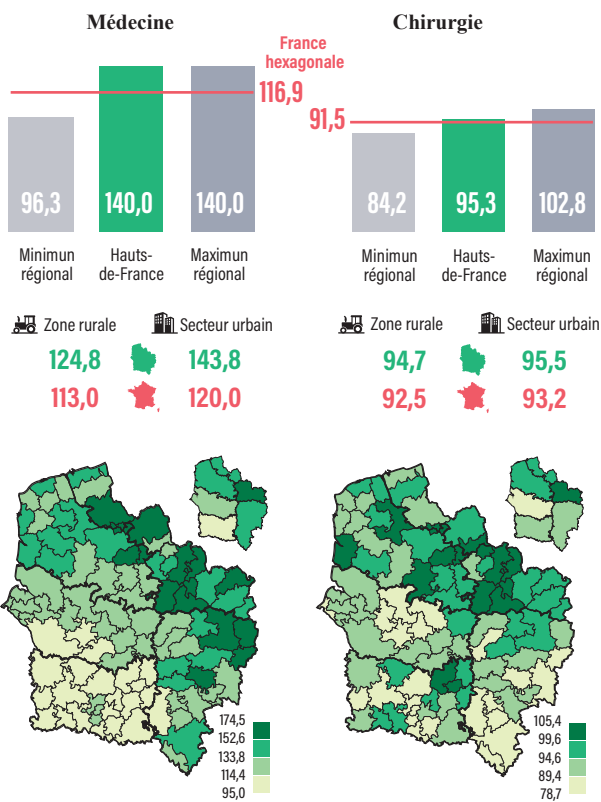 Médecine
France
hexagonale
116,9
96,3
140,0
140,0
Minimun
régional
Hauts-
de-France
Maximun
régional
Zone rurale
Secteur urbain
124,8
143,8
113,0
120,0
174,5
152,6
133,8
114,4
95,0
Chirurgie
91,5
84,2
95,3
102,8
Minimun
régional
Hauts-
de-France
Maximun
régional
Zone rurale
Secteur urbain
94,7
95,5
92,5
93,2
105,4
99,6
94,6
89,4
78,7